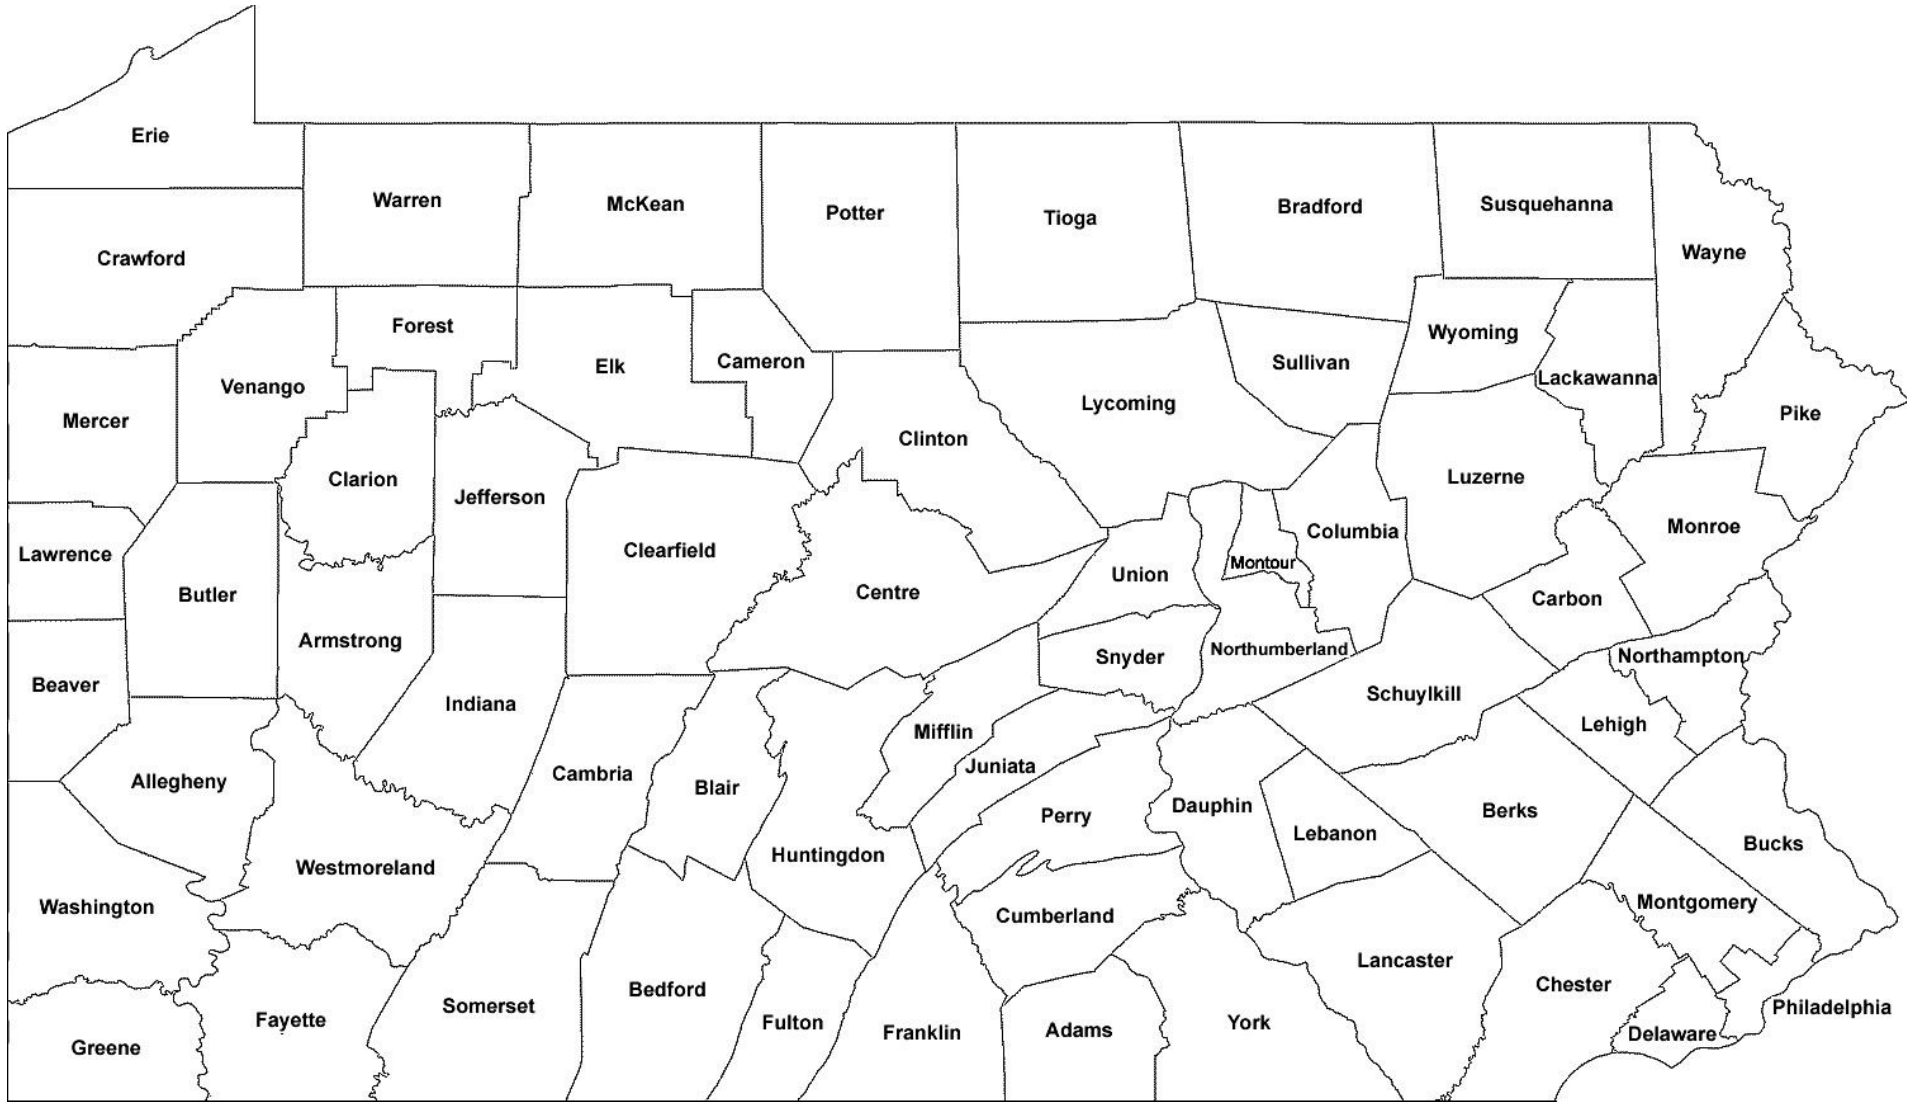 Erie
Warren
McKean
Potter
Tioga
Bradford
Susquehanna
Wayne
Crawford
Forest
Elk
Cameron
Wyoming
Sullivan
Lackawanna
Venango
Mercer
Clinton
Lycoming
Pike
Clarion
Jefferson
Luzerne
Lawrence
Clearfield
Columbia
Monroe
Butler
Centre
Union
Montour
Carbon
Armstrong
Snyder
Northumberland
Northampton
Beaver
Indiana
Schuylkill
Mifflin
Lehigh
Allegheny
Cambria
Blair
Juniata
Dauphin
Perry
Lebanon
Berks
Bucks
Westmoreland
Huntingdon
Washington
Cumberland
Montgomery
Lancaster
Chester
Somerset
Bedford
Philadelphia
Greene
Fayette
Fulton
Franklin
Adams
York
Delaware